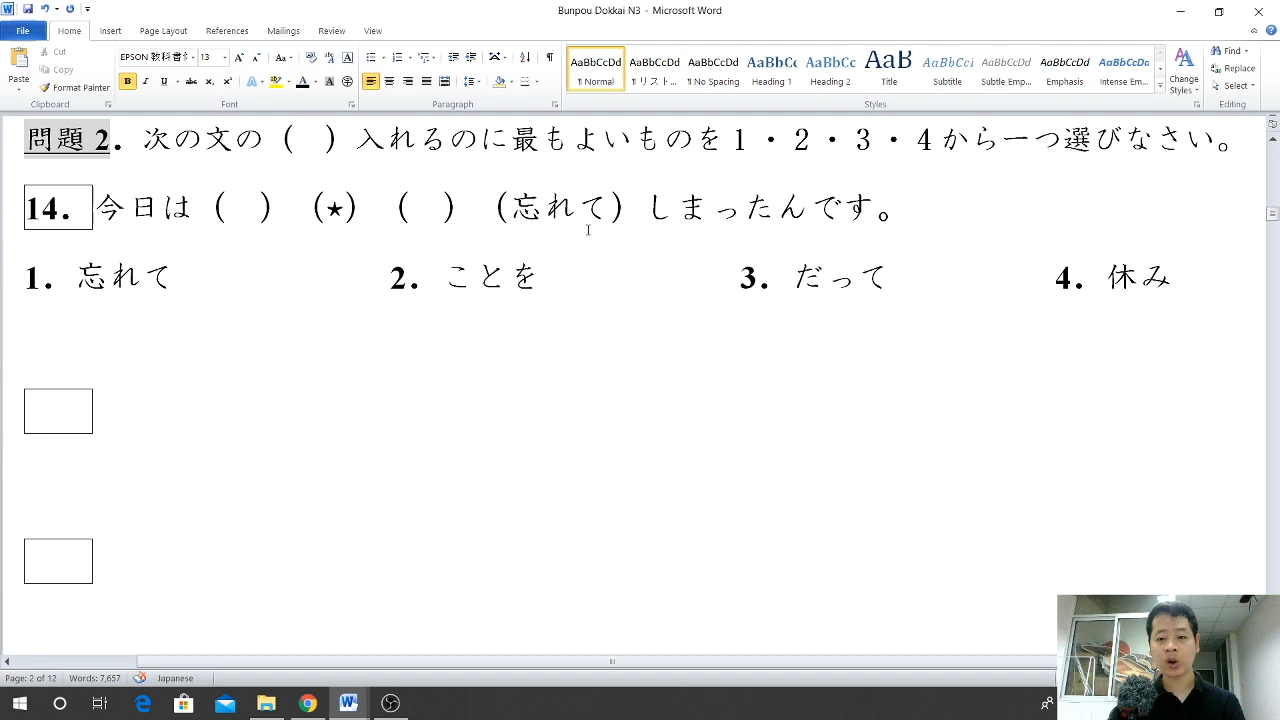 Bunpou Dokkai N3 - Microsoft Word
File Home Insert Page Layout References Mailings Review View
Cut
Copy
Format Painter
Paste
Clipboard
EPSON 教科書 13
Font
Paragraph
AaBbCcDd AaBbCcDd AaBbCcDd AaBbCc AaBbCc AaB AaBbCcI AaBbCcDd AaBbCcDd AaBbCcDd
¶ Normal ¶ リスト... ¶ No Spacing Heading 1 Heading 2 Title Subtitle Subtle Emp... Emphasis Intense Em...
Styles
Change Styles
Find
Replace
Select
Editing
問題 2．次の文の（　）入れるのに最もよいものを１・２・３・４から一つ選びなさい。
14．今日は（　）（★）（　）（忘れて）しまったんです。
1．忘れて 2．ことを 3．だって 4．休み
Page: 2 of 12 Words: 7,657 Japanese